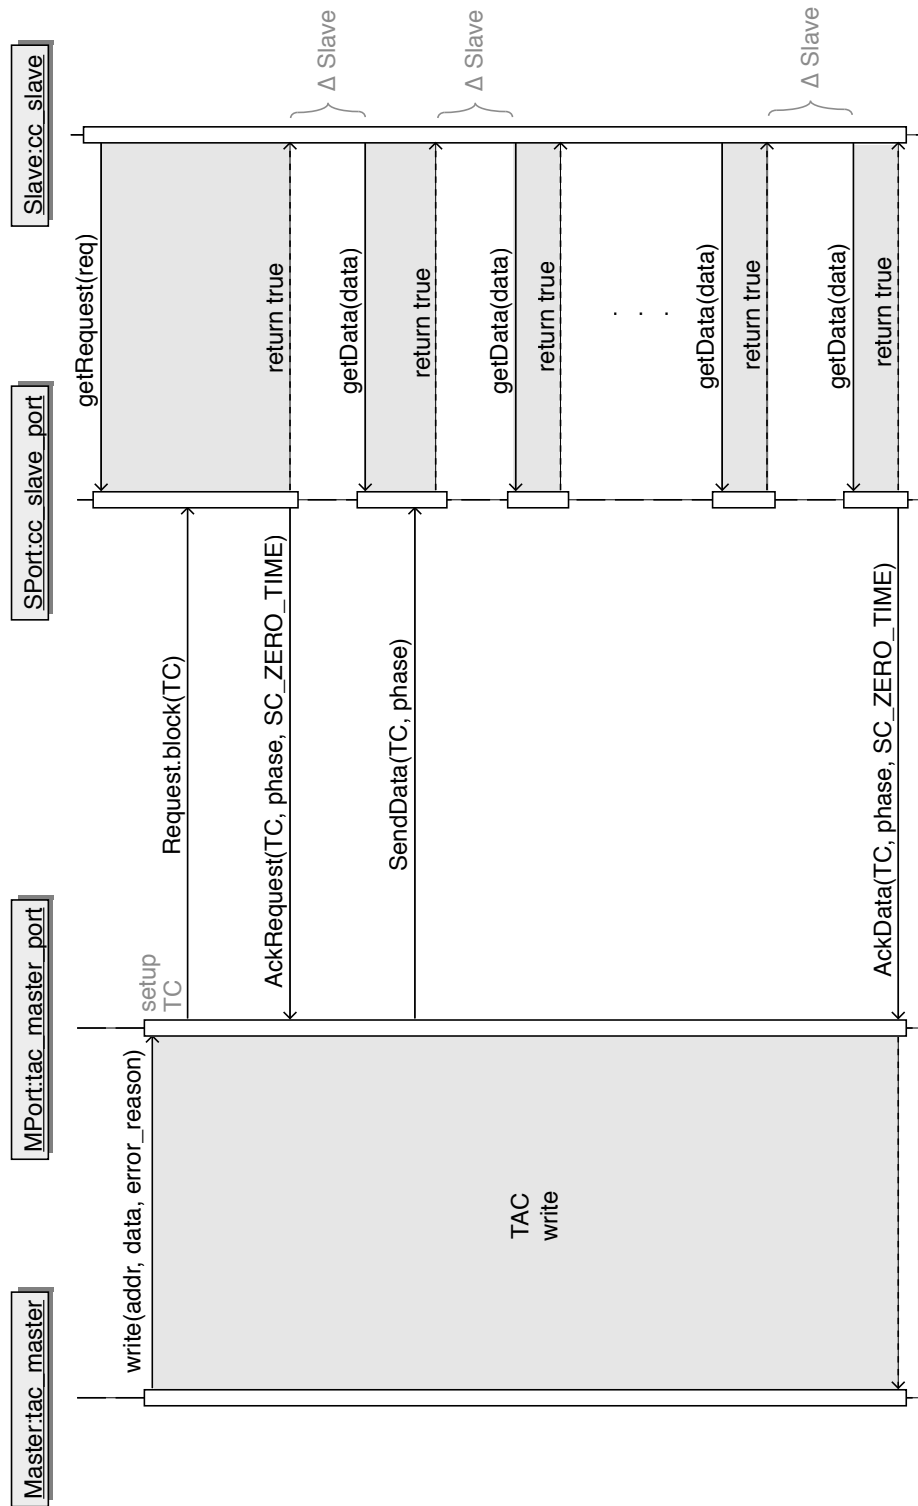 Master:tac_master
MPort:tac_master_port
SPort:cc_slave_port
Slave:cc_slave
getRequest(req)
write(addr, data, error_reason)
setup
TC
Request.block(TC)
AckRequest(TC, phase, SC_ZERO_TIME)
return true
Δ Slave
getData(data)
SendData(TC, phase)
return true
Δ Slave
getData(data)
return true
TAC
write
. . .
getData(data)
return true
Δ Slave
getData(data)
AckData(TC, phase, SC_ZERO_TIME)
return true